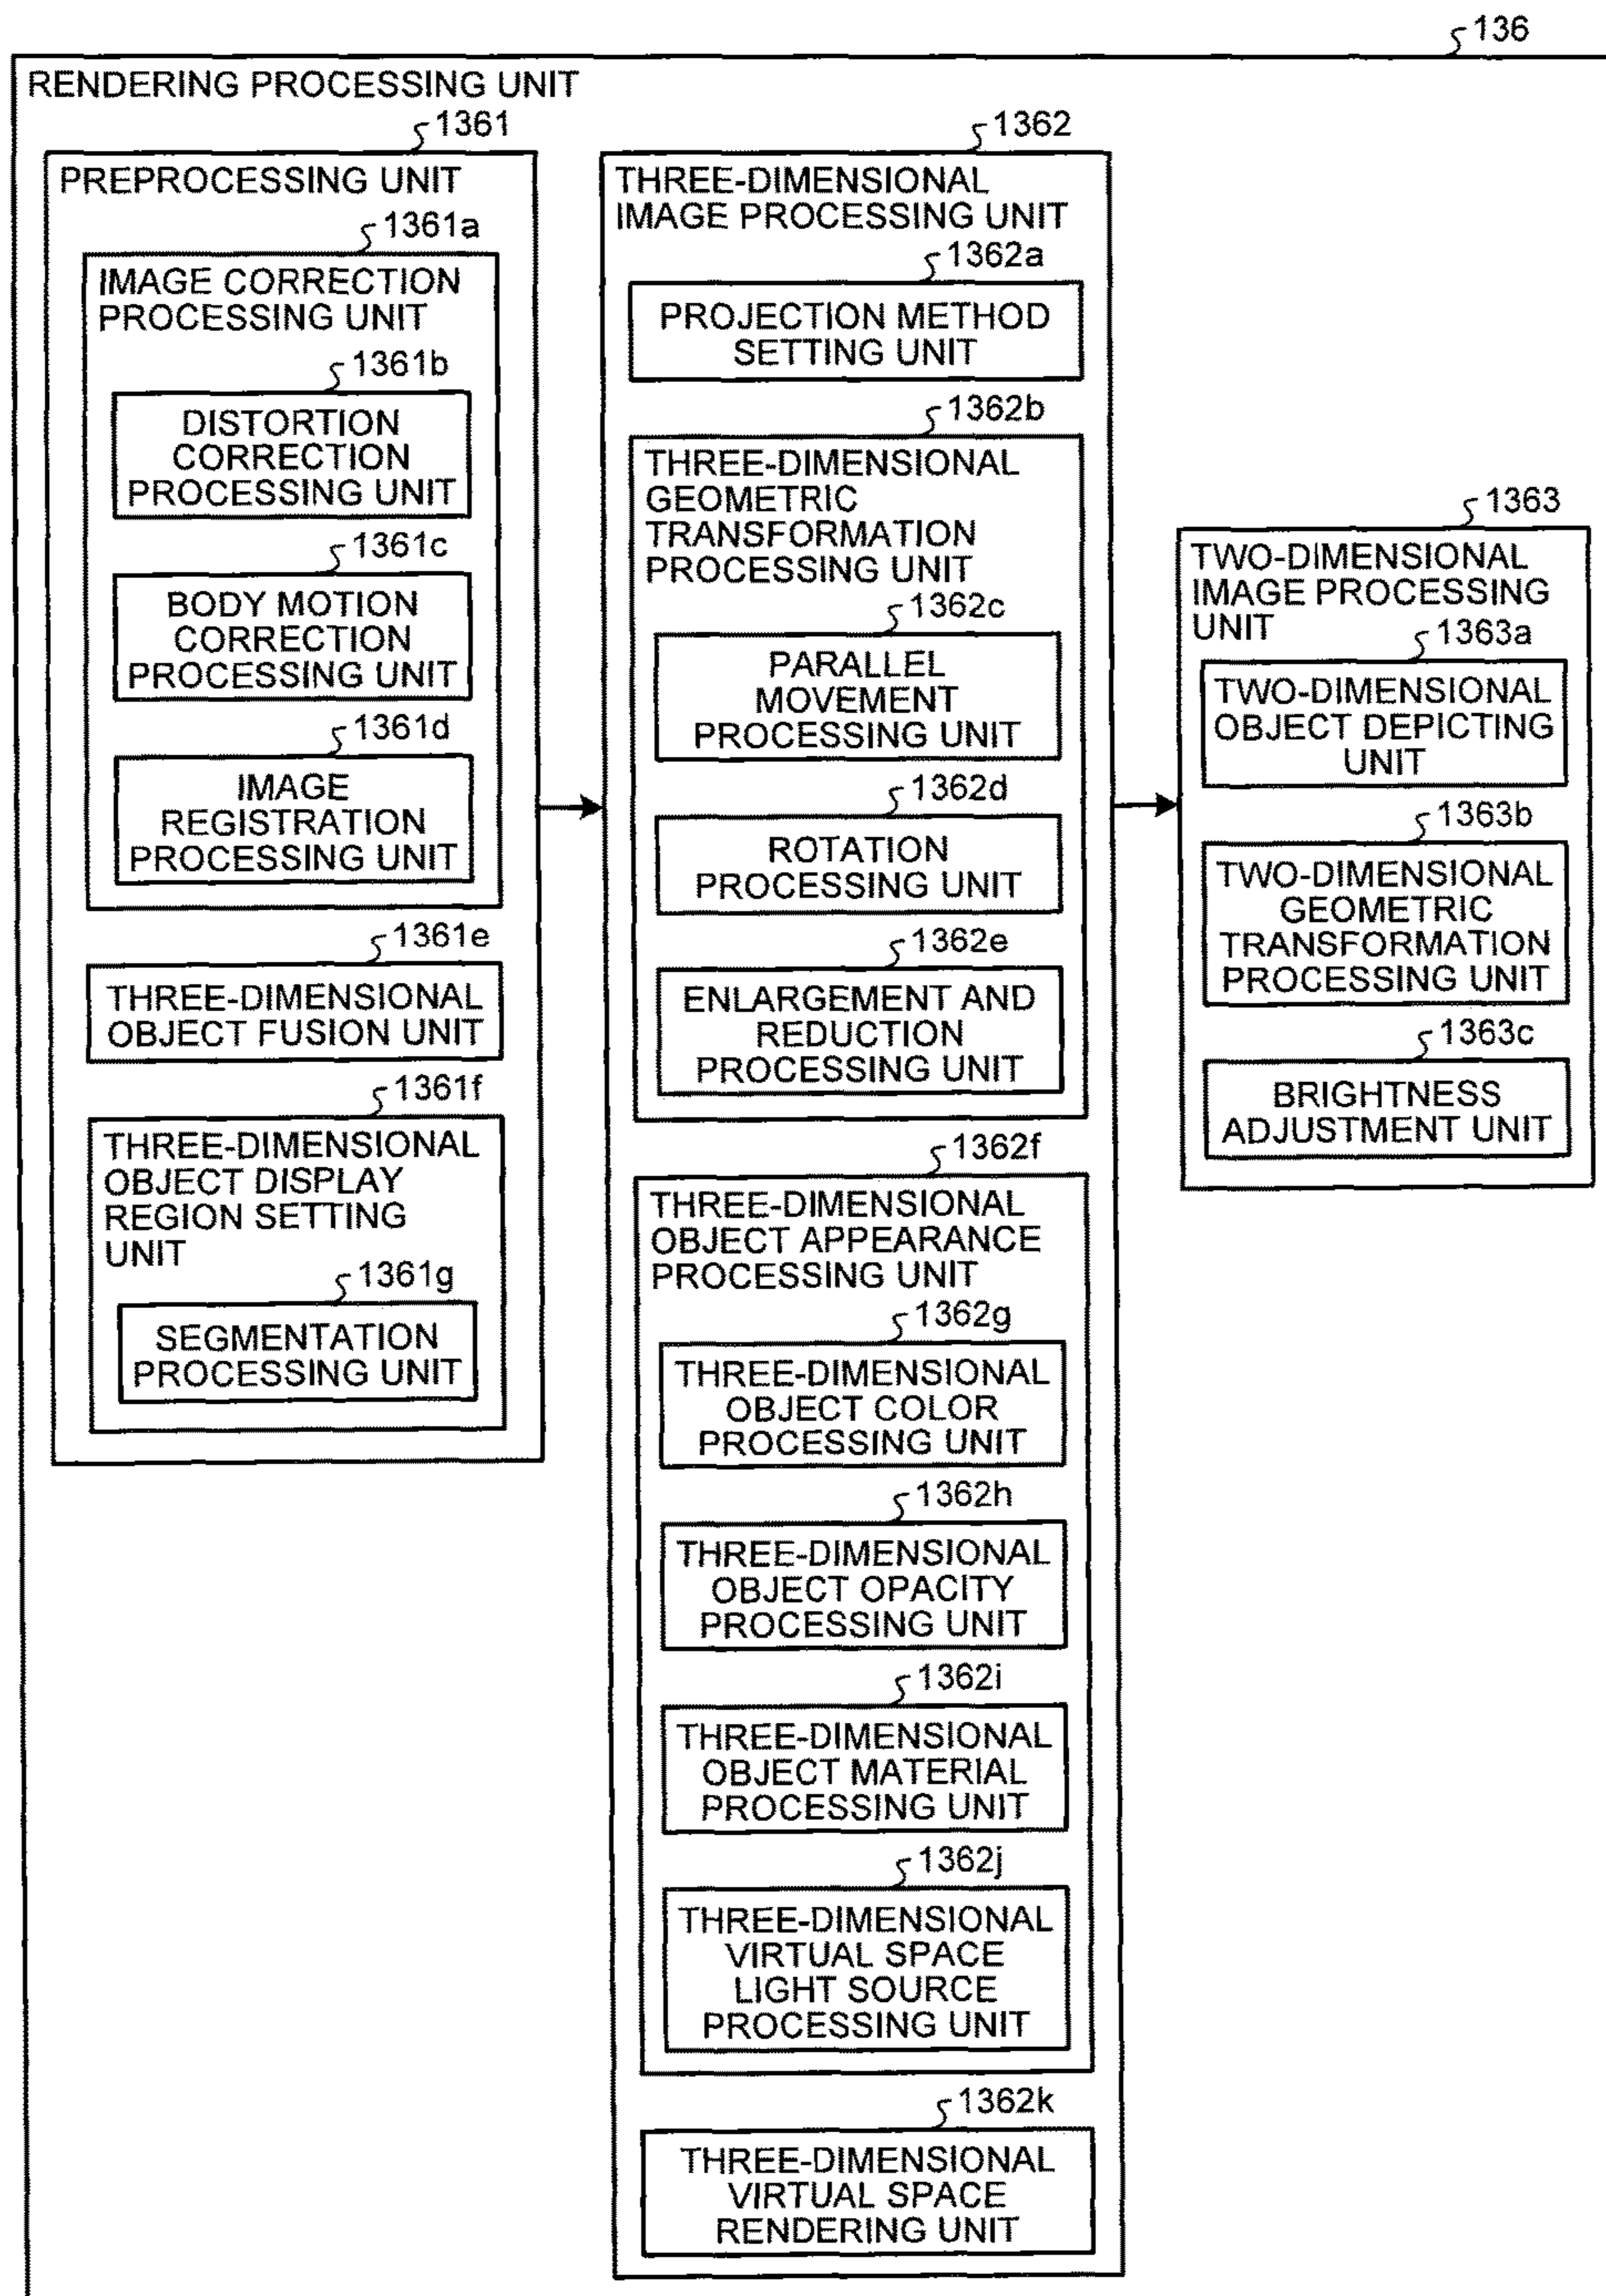 136
RENDERING PROCESSING UNIT
1361
PREPROCESSING UNIT
1361a
IMAGE CORRECTION
PROCESSING UNIT
1361b
DISTORTION
CORRECTION
PROCESSING UNIT
1361c
BODY MOTION
CORRECTION
PROCESSING UNIT
1361d
IMAGE
REGISTRATION
PROCESSING UNIT
1361e
THREE-DIMENSIONAL
OBJECT FUSION UNIT
1361f
THREE-DIMENSIONAL
OBJECT DISPLAY
REGION SETTING
UNIT
1361g
SEGMENTATION
PROCESSING UNIT
1362
THREE-DIMENSIONAL
IMAGE PROCESSING UNIT
1362a
PROJECTION METHOD
SETTING UNIT
1362b
THREE-DIMENSIONAL
GEOMETRIC
TRANSFORMATION
PROCESSING UNIT
1362c
PARALLEL
MOVEMENT
PROCESSING UNIT
1362d
ROTATION
PROCESSING UNIT
1362e
ENLARGEMENT AND
REDUCTION
PROCESSING UNIT
1362f
THREE-DIMENSIONAL
OBJECT APPEARANCE
PROCESSING UNIT
1362g
THREE-DIMENSIONAL
OBJECT COLOR
PROCESSING UNIT
1362h
THREE-DIMENSIONAL
OBJECT OPACITY
PROCESSING UNIT
1362i
THREE-DIMENSIONAL
OBJECT MATERIAL
PROCESSING UNIT
1362j
THREE-DIMENSIONAL
VIRTUAL SPACE
LIGHT SOURCE
PROCESSING UNIT
1362k
THREE-DIMENSIONAL
VIRTUAL SPACE
RENDERING UNIT
1363
TWO-DIMENSIONAL
IMAGE PROCESSING
UNIT
1363a
TWO-DIMENSIONAL
OBJECT DEPICTING
UNIT
1363b
TWO-DIMENSIONAL
GEOMETRIC
TRANSFORMATION
PROCESSING UNIT
1363c
BRIGHTNESS
ADJUSTMENT UNIT